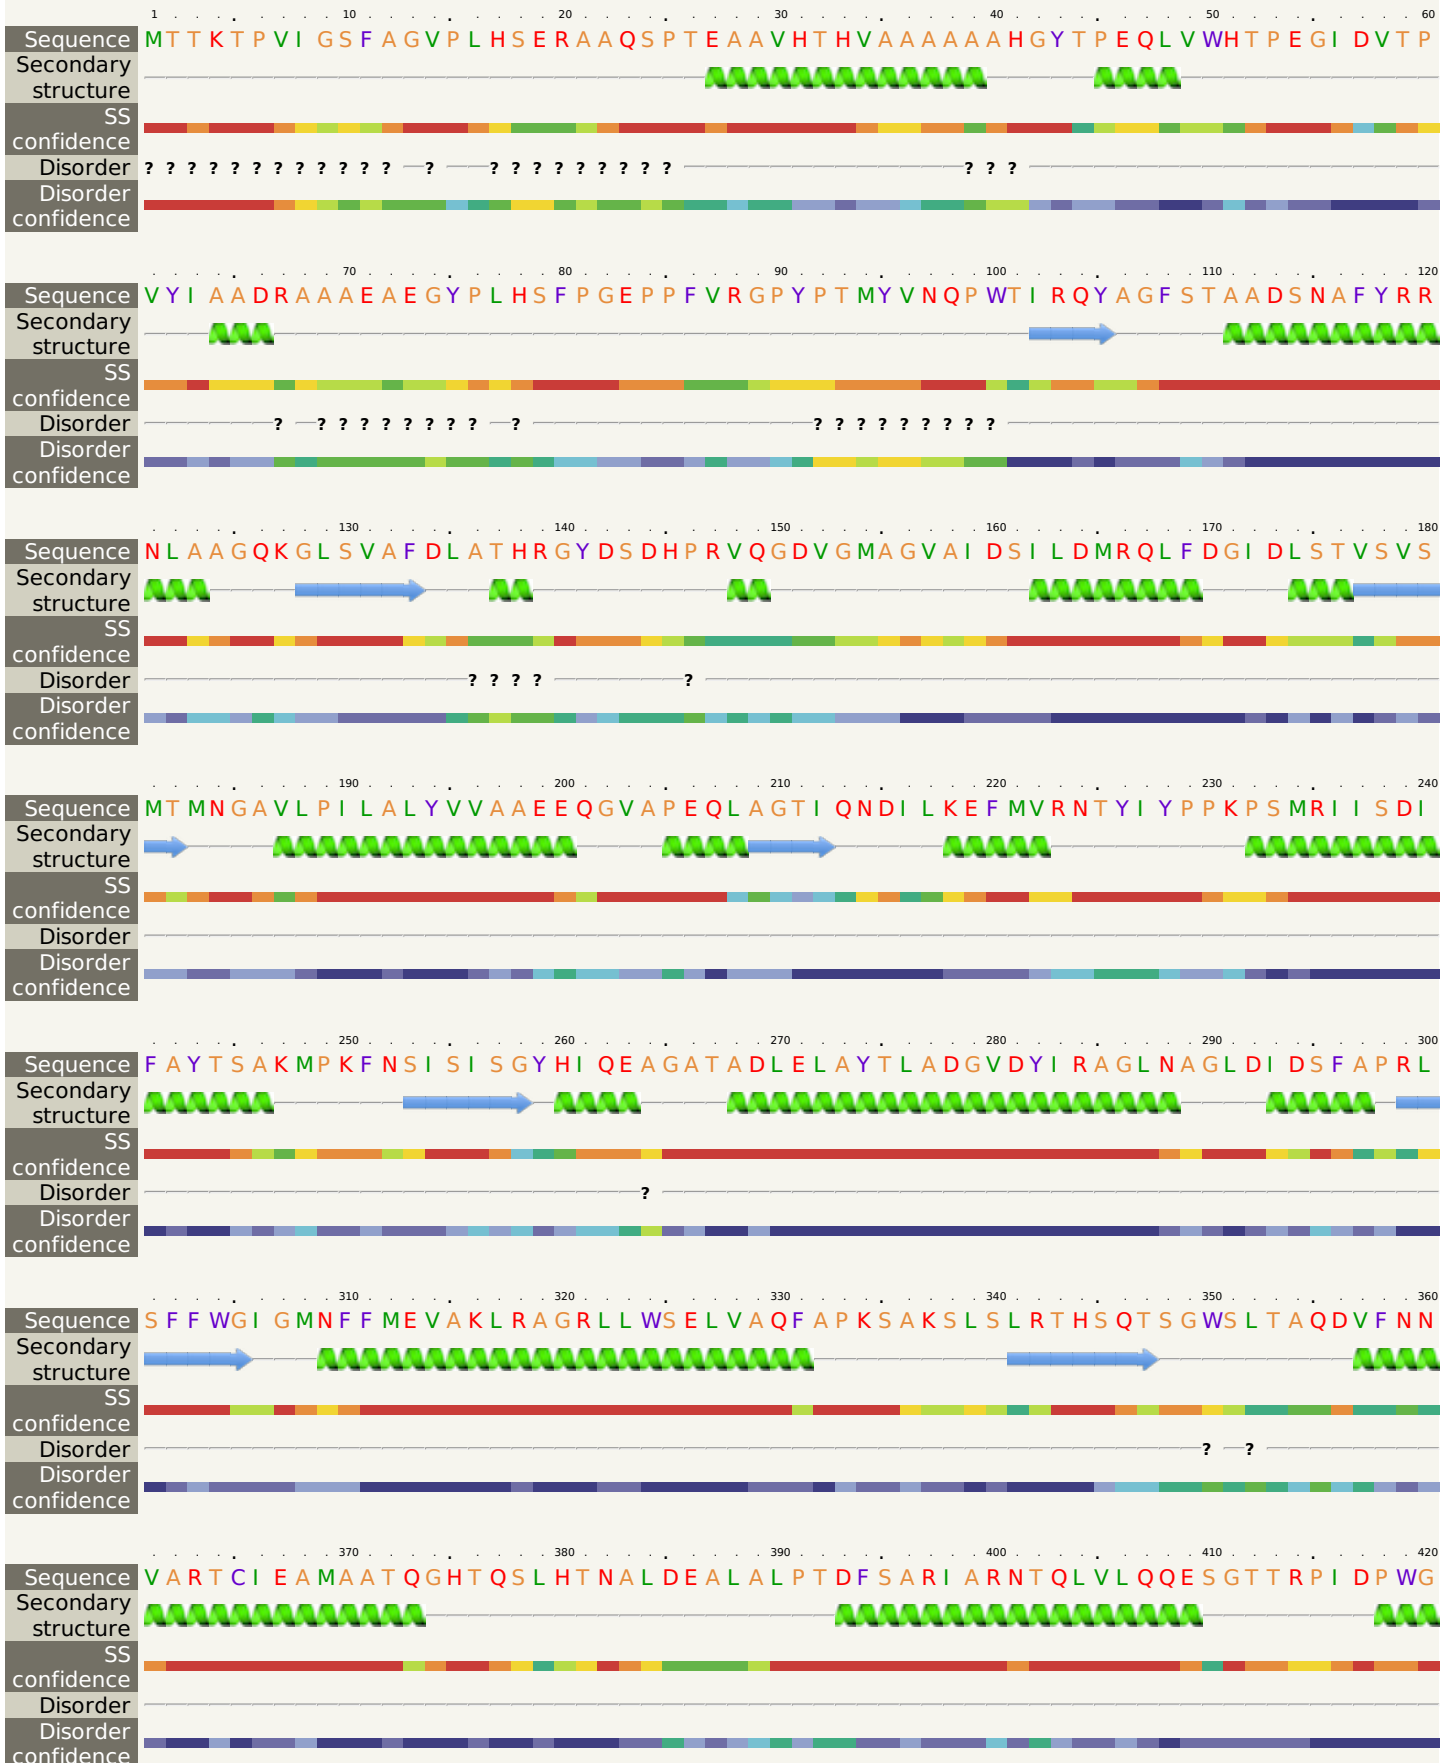 1 10 20 30 40 50 60
Sequence MTTKTPVIGSFAGVPLHSERAAQSPTEAAVHTHVAAAAAAHGYTPEQLVWHTPEGIDVTP
Secondary structure
SS confidence
Disorder ? ? ? ? ? ? ? ? ? ? ? ? ? ? ? ? ? ? ? ? ? ? ? ? ?
Disorder confidence
70 80 90 100 110 120
Sequence VYIAADRAAAEAEGYPLHSFPGEPPFVRGPYPTMYVNQPWTIRQYAGFSTAADSNAFYRR
Secondary structure
SS confidence
Disorder ? ? ? ? ? ? ? ? ? ? ? ? ? ? ? ? ? ? ?
Disorder confidence
130 140 150 160 170 180
Sequence NLAAGQKGLSVAFDLATHRGYDSDHPRVQGDVGMAGVAIDSILDMRQLFDGIDLSTVSVS
Secondary structure
SS confidence
Disorder ? ? ? ? ?
Disorder confidence
190 200 210 220 230 240
Sequence MTMNGAVLPILALYVVAAEEQGVAPEQLAGTIQNDILKEFMVRNTYIYPPKPSMRIISDI
Secondary structure
SS confidence
Disorder
Disorder confidence
250 260 270 280 290 300
Sequence FAYTSAKMPKFNSISISGYHIQEAGATADLELAYTLADGVDYIRAGLNAGLDIDSFAPRL
Secondary structure
SS confidence
Disorder ?
Disorder confidence
310 320 330 340 350 360
Sequence SFFWGIGMNFFMEVAKLRAGRLLWSELVAQFAPKSAKSLSLRTHSQTSGWSLTAQDVFNN
Secondary structure
SS confidence
Disorder ? ?
Disorder confidence
370 380 390 400 410 420
Sequence VARTCIEAMAATQGHTQSLHTNALDEALALPTDFSARIARNTQLVLQQESGTTRPIDPWG
Secondary structure
SS confidence
Disorder
Disorder confidence